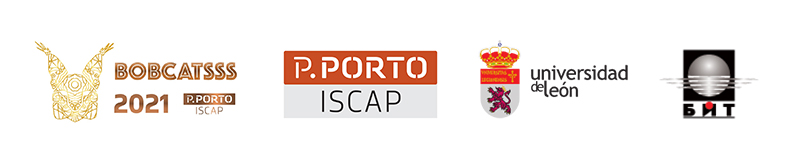 BOBCATSSS
2021 P.PORTO
ISCAP
P.PORTO
ISCAP
universidad
de león
БИТ